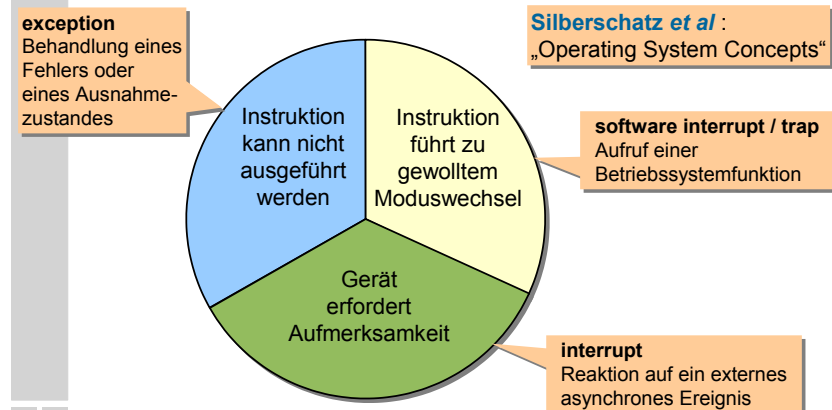 exception
Behandlung eines
Fehlers oder
eines Ausnahme-
zustandes
Silberschatz et al :
„Operating System Concepts“
Instruktion
kann nicht
ausgeführt
werden
Instruktion
führt zu
gewolltem
Moduswechsel
software interrupt / trap
Aufruf einer
Betriebssystemfunktion
Gerät
erfordert
Aufmerksamkeit
interrupt
Reaktion auf ein externes
asynchrones Ereignis